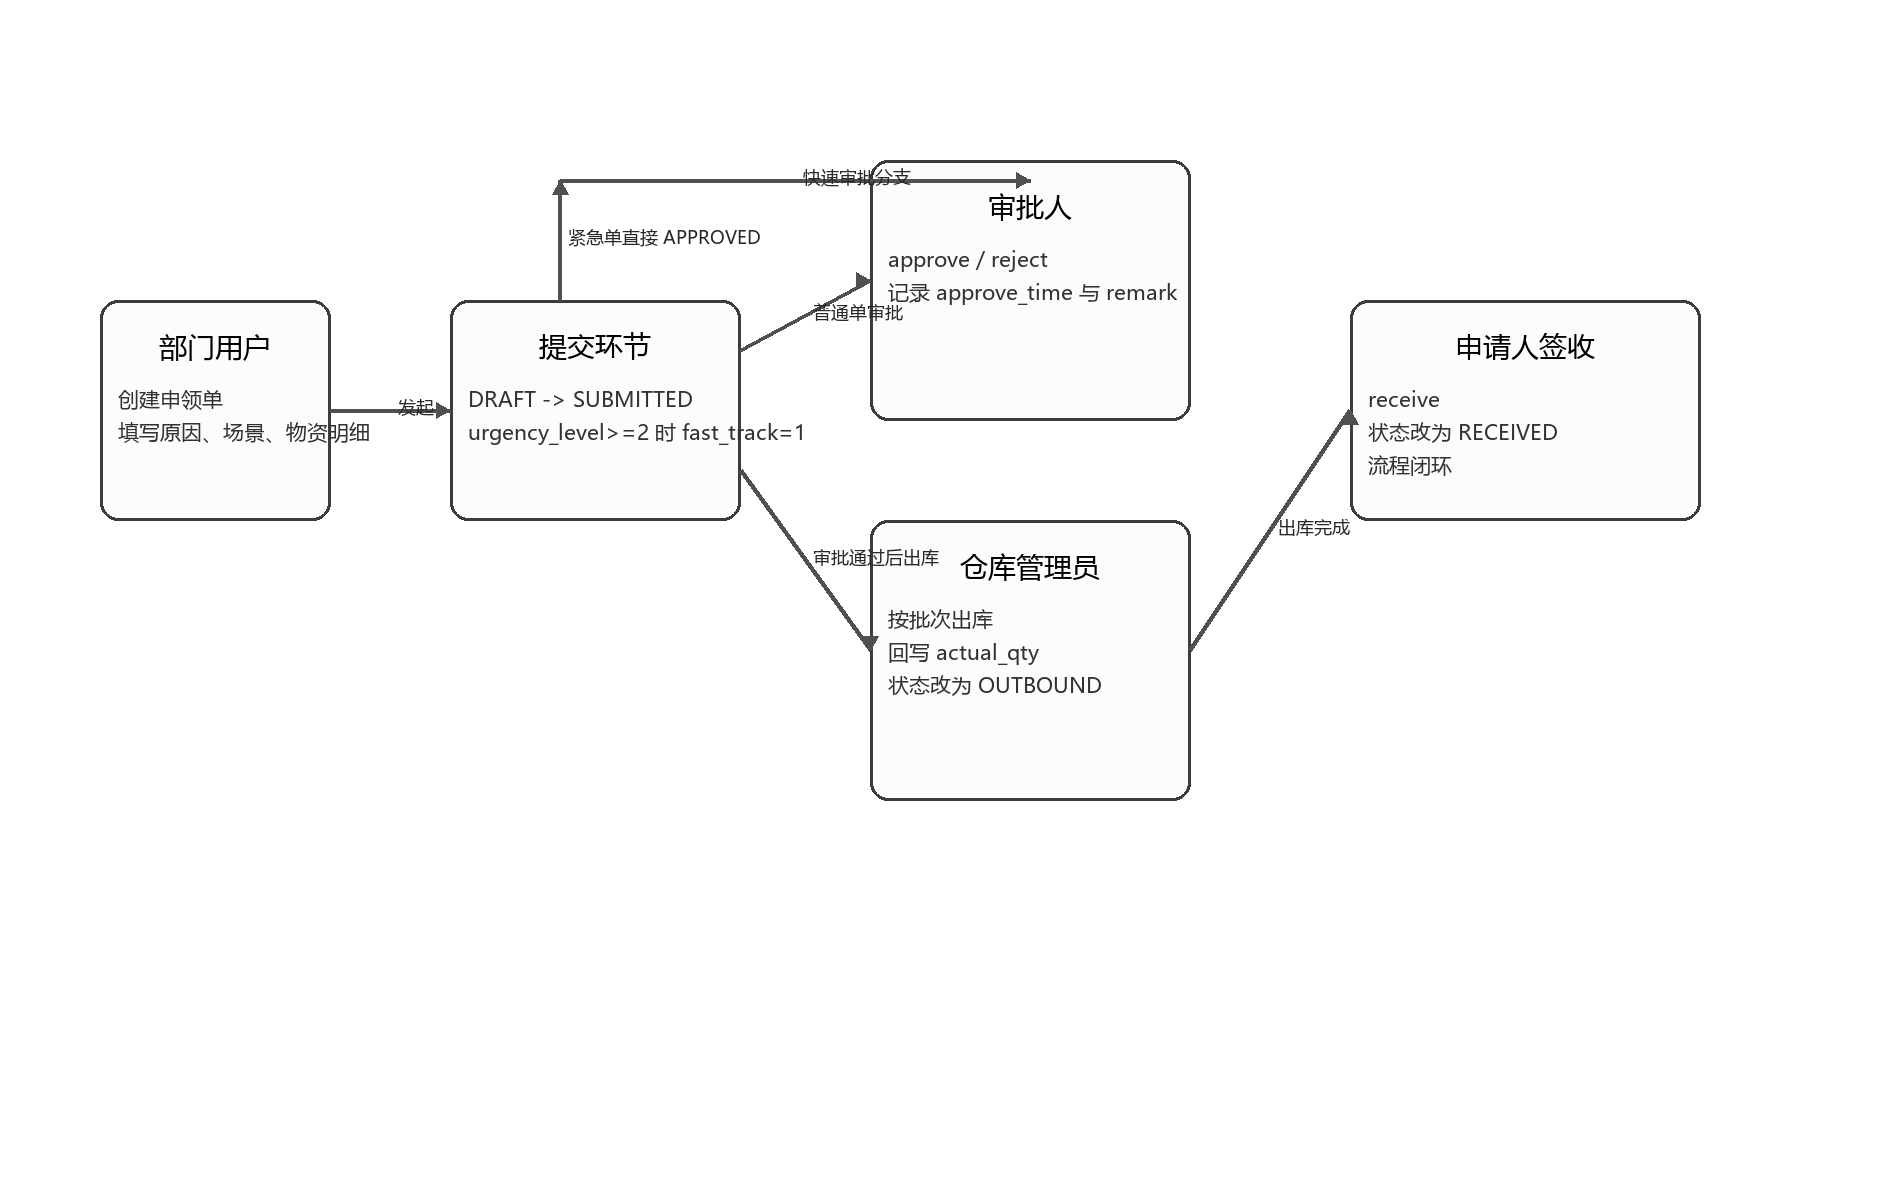 部门用户
创建申领单
填写原因、场景、物资明细
发起
提交环节
DRAFT -> SUBMITTED
urgency_level>=2 时 fast_track=1
紧急单直接 APPROVED
快速审批分支
普通单审批
审批人
approve / reject
记录 approve_time 与 remark
审批通过后出库
仓库管理员
按批次出库
回写 actual_qty
状态改为 OUTBOUND
出库完成
申请人签收
receive
状态改为 RECEIVED
流程闭环